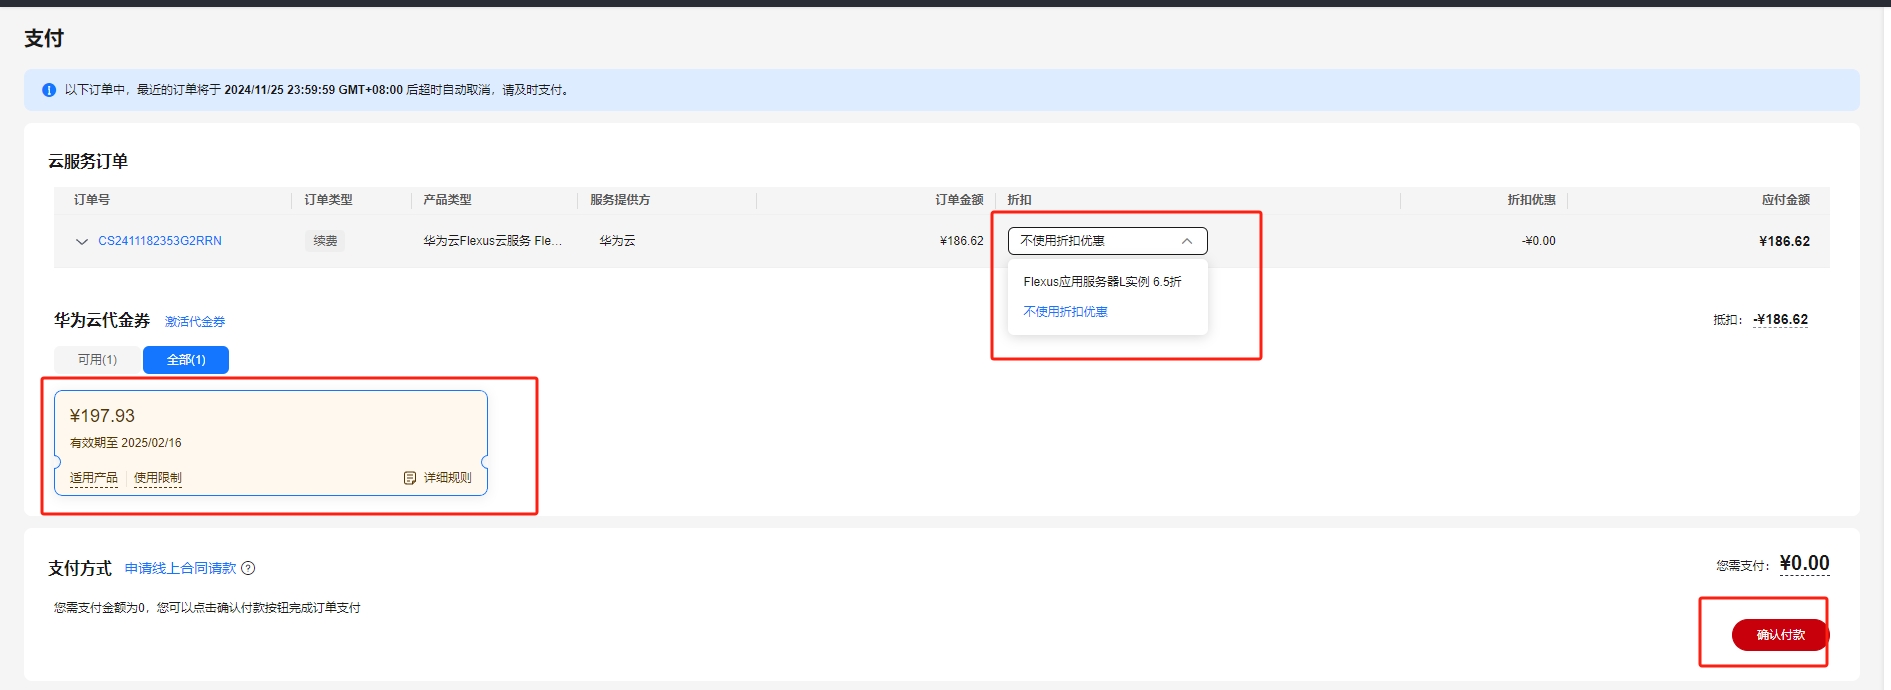 支付
以下订单中，最近的订单将于 2024/11/25 23:59:59 GMT+08:00 后超时自动取消，请及时支付。
云服务订单
订单号 订单类型 产品类型 服务提供方 订单金额 折扣 折扣优惠 应付金额
CS2411182353G2RRN 续费 华为云Flexus云服务 Fle... 华为云 ¥186.62 不使用折扣优惠 -¥0.00 ¥186.62
Flexus应用服务器L实例 6.5折
不使用折扣优惠
华为云代金券 激活代金券 抵扣： -¥186.62
可用(1) 全部(1)
¥197.93
有效期至 2025/02/16
适用产品 使用限制 详细规则
支付方式 申请线上合同请款 ? 您需支付： ¥0.00
您需支付金额为0，您可以点击确认付款按钮完成订单支付
确认付款